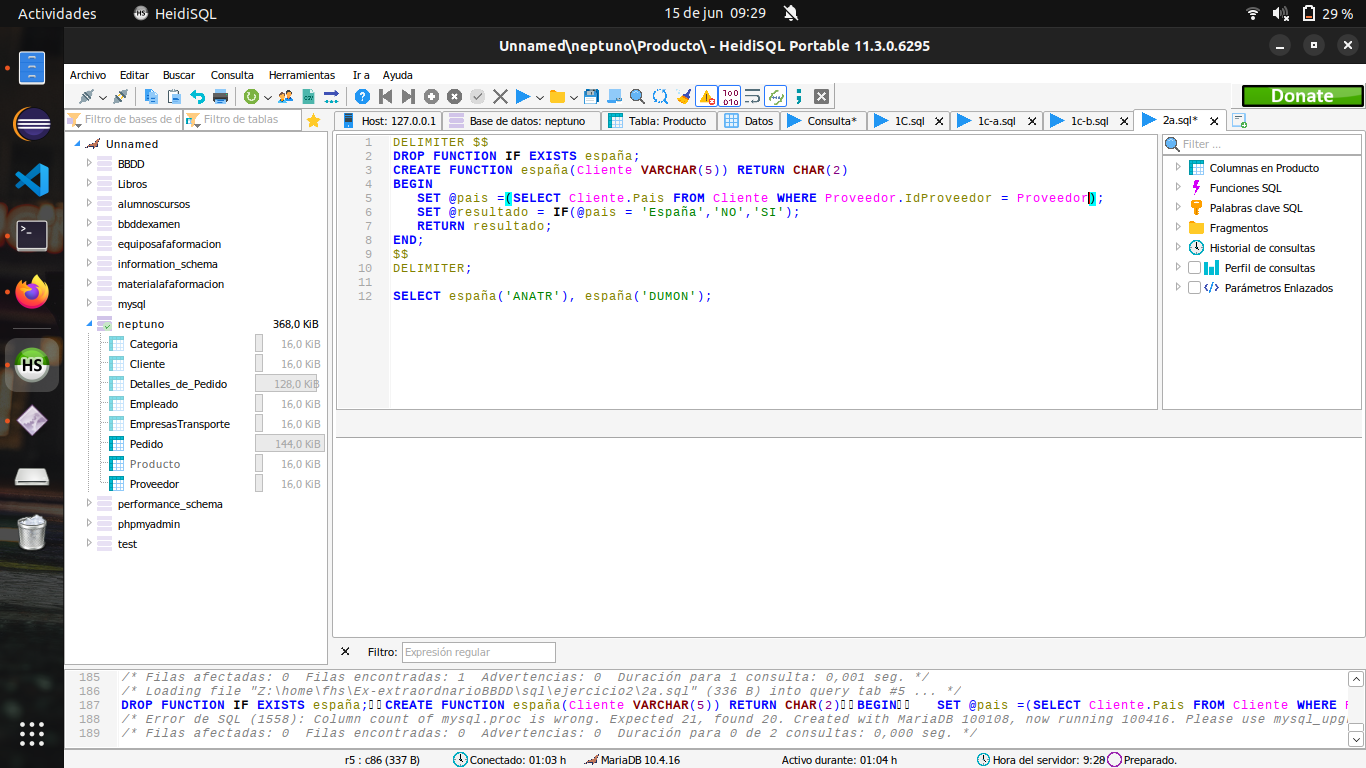 Actividades
HeidiSQL
15 de jun 09:29
29 %
Unnamed\neptuno\Producto\ - HeidiSQL Portable 11.3.0.6295
Archivo Editar Buscar Consulta Herramientas Ir a Ayuda
Donate
Filtro de bases de d
Filtro de tablas
Host: 127.0.0.1
Base de datos: neptuno
Tabla: Producto
Datos
Consulta*
1C.sql
1c-a.sql
1c-b.sql
2a.sql*
Unnamed
BBDD
Libros
alumnoscursos
bbddexamen
equiposafaformacion
information_schema
materialafaformacion
mysql
neptuno 368,0 KiB
Categoria 16,0 KiB
Cliente 16,0 KiB
Detalles_de_Pedido 128,0 KiB
Empleado 16,0 KiB
EmpresasTransporte 16,0 KiB
Pedido 144,0 KiB
Producto 16,0 KiB
Proveedor 16,0 KiB
performance_schema
phpmyadmin
test
1 DELIMITER $$
2 DROP FUNCTION IF EXISTS españa;
3 CREATE FUNCTION españa(Cliente VARCHAR(5)) RETURN CHAR(2)
4 BEGIN
5 SET @pais =(SELECT Cliente.Pais FROM Cliente WHERE Proveedor.IdProveedor = Proveedor);
6 SET @resultado = IF(@pais = 'España','NO','SI');
7 RETURN resultado;
8 END;
9 $$
10 DELIMITER;
11
12 SELECT españa('ANATR'), españa('DUMON');
Filter ...
Columnas en Producto
Funciones SQL
Palabras clave SQL
Fragmentos
Historial de consultas
Perfil de consultas
Parámetros Enlazados
Filtro: Expresión regular
185 /* Filas afectadas: 0 Filas encontradas: 1 Advertencias: 0 Duración para 1 consulta: 0,001 seg. */
186 /* Loading file "Z:\home\fhs\Ex-extraordnarioBBDD\sql\ejercicio2\2a.sql" (336 B) into query tab #5 ... */
187 DROP FUNCTION IF EXISTS españa; CREATE FUNCTION españa(Cliente VARCHAR(5)) RETURN CHAR(2) BEGIN SET @pais =(SELECT Cliente.Pais FROM Cliente WHERE
188 /* Error de SQL (1558): Column count of mysql.proc is wrong. Expected 21, found 20. Created with MariaDB 100108, now running 100416. Please use mysql_upg
189 /* Filas afectadas: 0 Filas encontradas: 0 Advertencias: 0 Duración para 0 de 2 consultas: 0,000 seg. */
r5 : c86 (337 B)
Conectado: 01:03 h
MariaDB 10.4.16
Activo durante: 01:04 h
Hora del servidor: 9:28
Preparado.